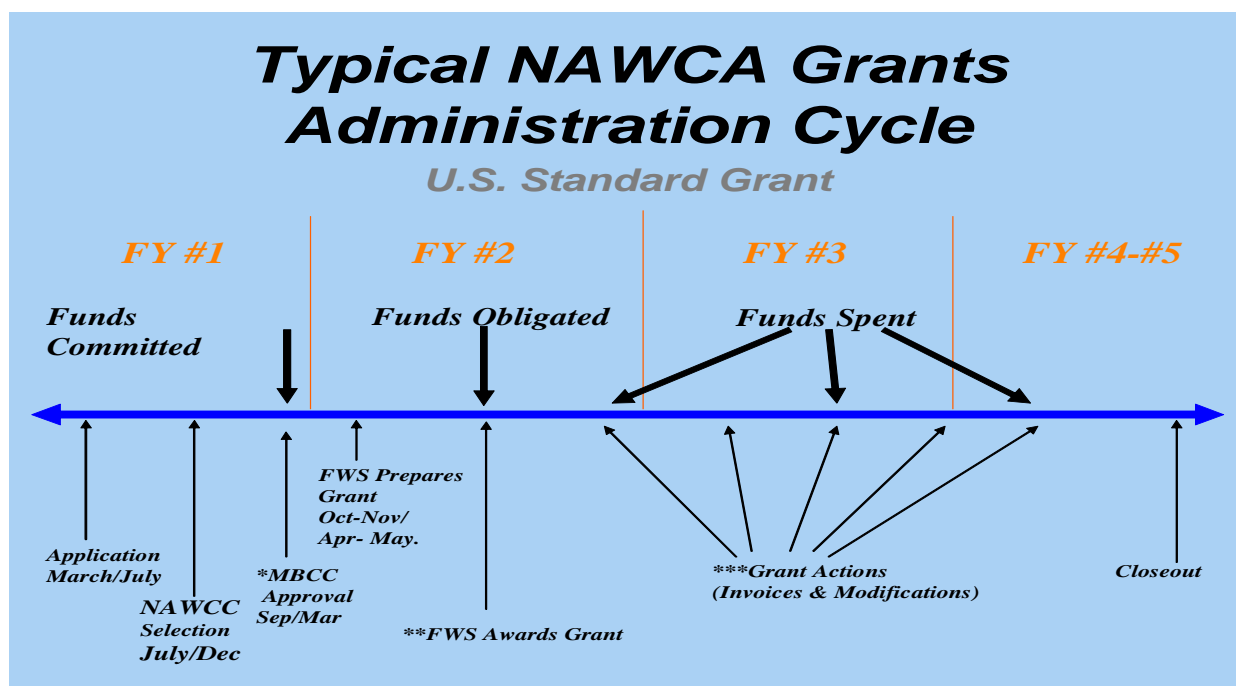 Typical NAWCA Grants
Administration Cycle
U.S. Standard Grant
FY #1
FY #2
FY #3
FY #4-#5
Funds
Committed
Funds Obligated
Funds Spent
FWS Prepares
Grant
Oct-Nov/
Apr- May.
Application
March/July
NAWCC
Selection
July/Dec
*MBCC
Approval
Sep/Mar
**FWS Awards Grant
***Grant Actions
(Invoices & Modifications)
Closeout